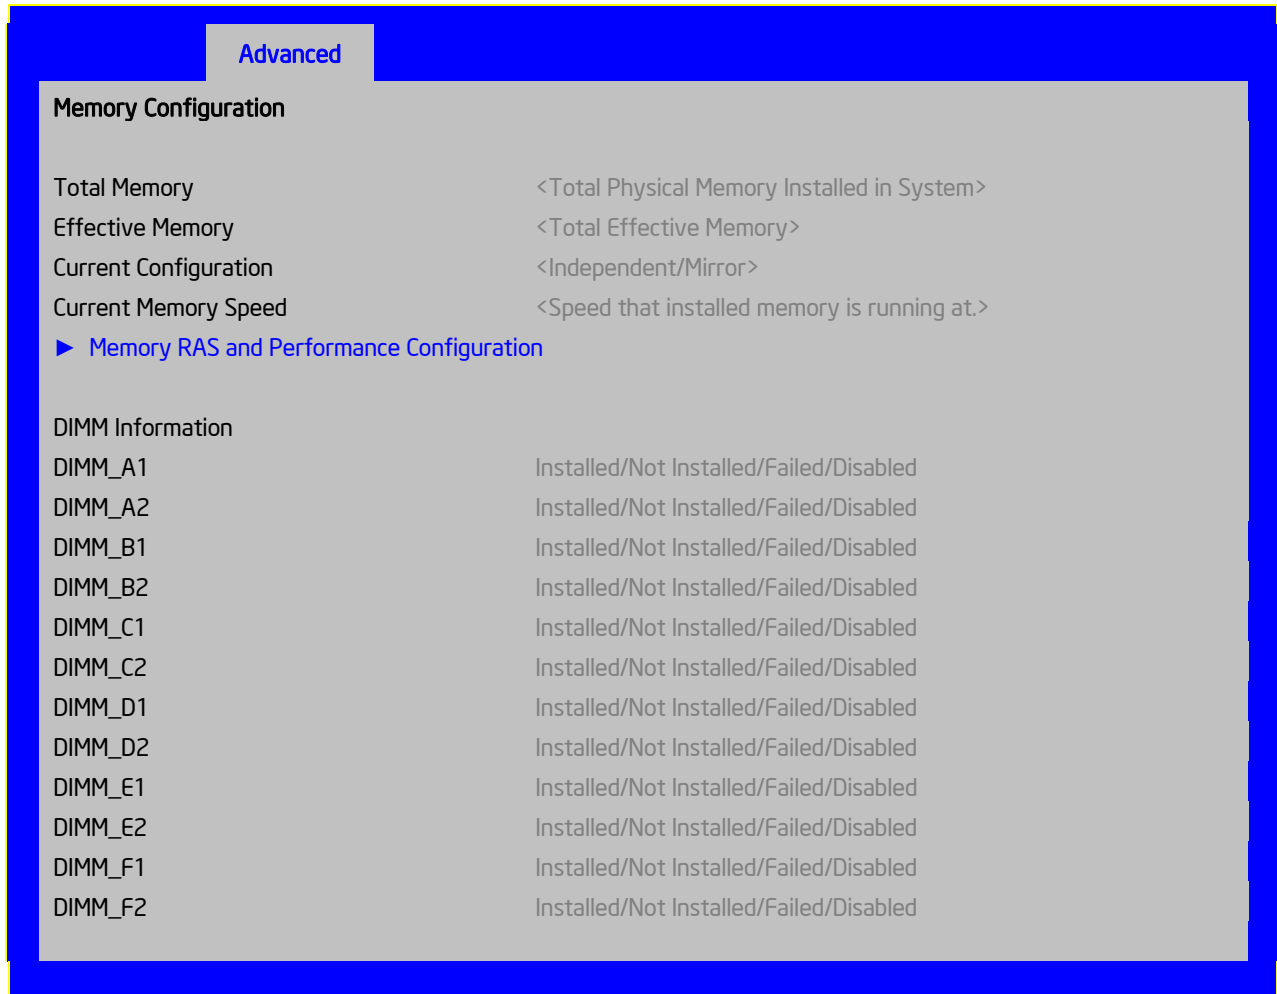 Advanced
Memory Configuration
Total Memory <Total Physical Memory Installed in System>
Effective Memory <Total Effective Memory>
Current Configuration <Independent/Mirror>
Current Memory Speed <Speed that installed memory is running at.>
► Memory RAS and Performance Configuration
DIMM Information
DIMM_A1 Installed/Not Installed/Failed/Disabled
DIMM_A2 Installed/Not Installed/Failed/Disabled
DIMM_B1 Installed/Not Installed/Failed/Disabled
DIMM_B2 Installed/Not Installed/Failed/Disabled
DIMM_C1 Installed/Not Installed/Failed/Disabled
DIMM_C2 Installed/Not Installed/Failed/Disabled
DIMM_D1 Installed/Not Installed/Failed/Disabled
DIMM_D2 Installed/Not Installed/Failed/Disabled
DIMM_E1 Installed/Not Installed/Failed/Disabled
DIMM_E2 Installed/Not Installed/Failed/Disabled
DIMM_F1 Installed/Not Installed/Failed/Disabled
DIMM_F2 Installed/Not Installed/Failed/Disabled